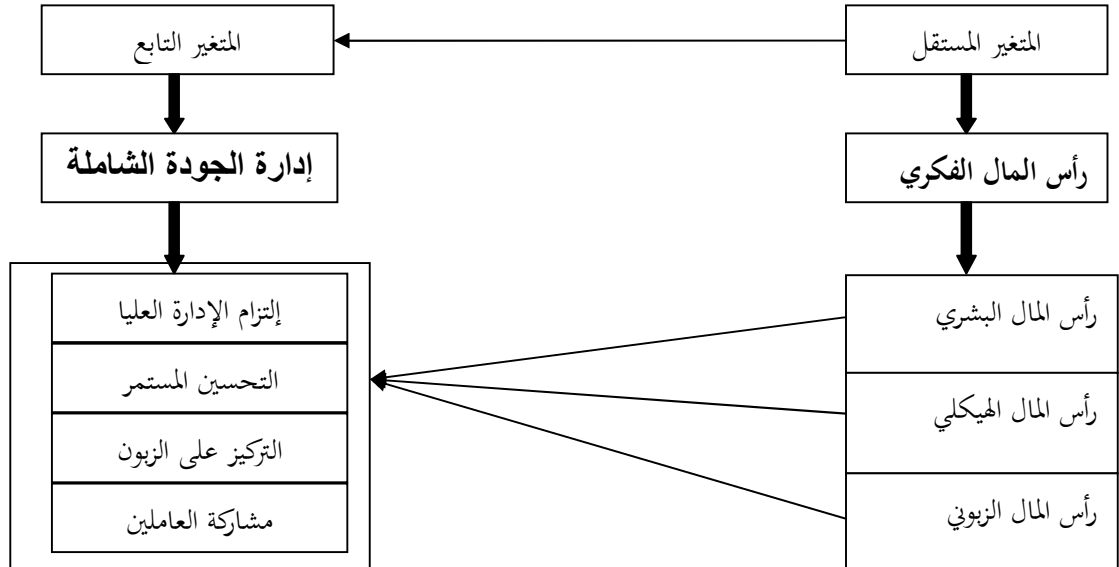 المتغير المستقل
المتغير التابع
رأس المال الفكري
إدارة الجودة الشاملة
رأس المال البشري
رأس المال الهيكلي
رأس المال الزبوني
إلتزام الإدارة العليا
التحسين المستمر
التركيز على الزبون
مشاركة العاملين